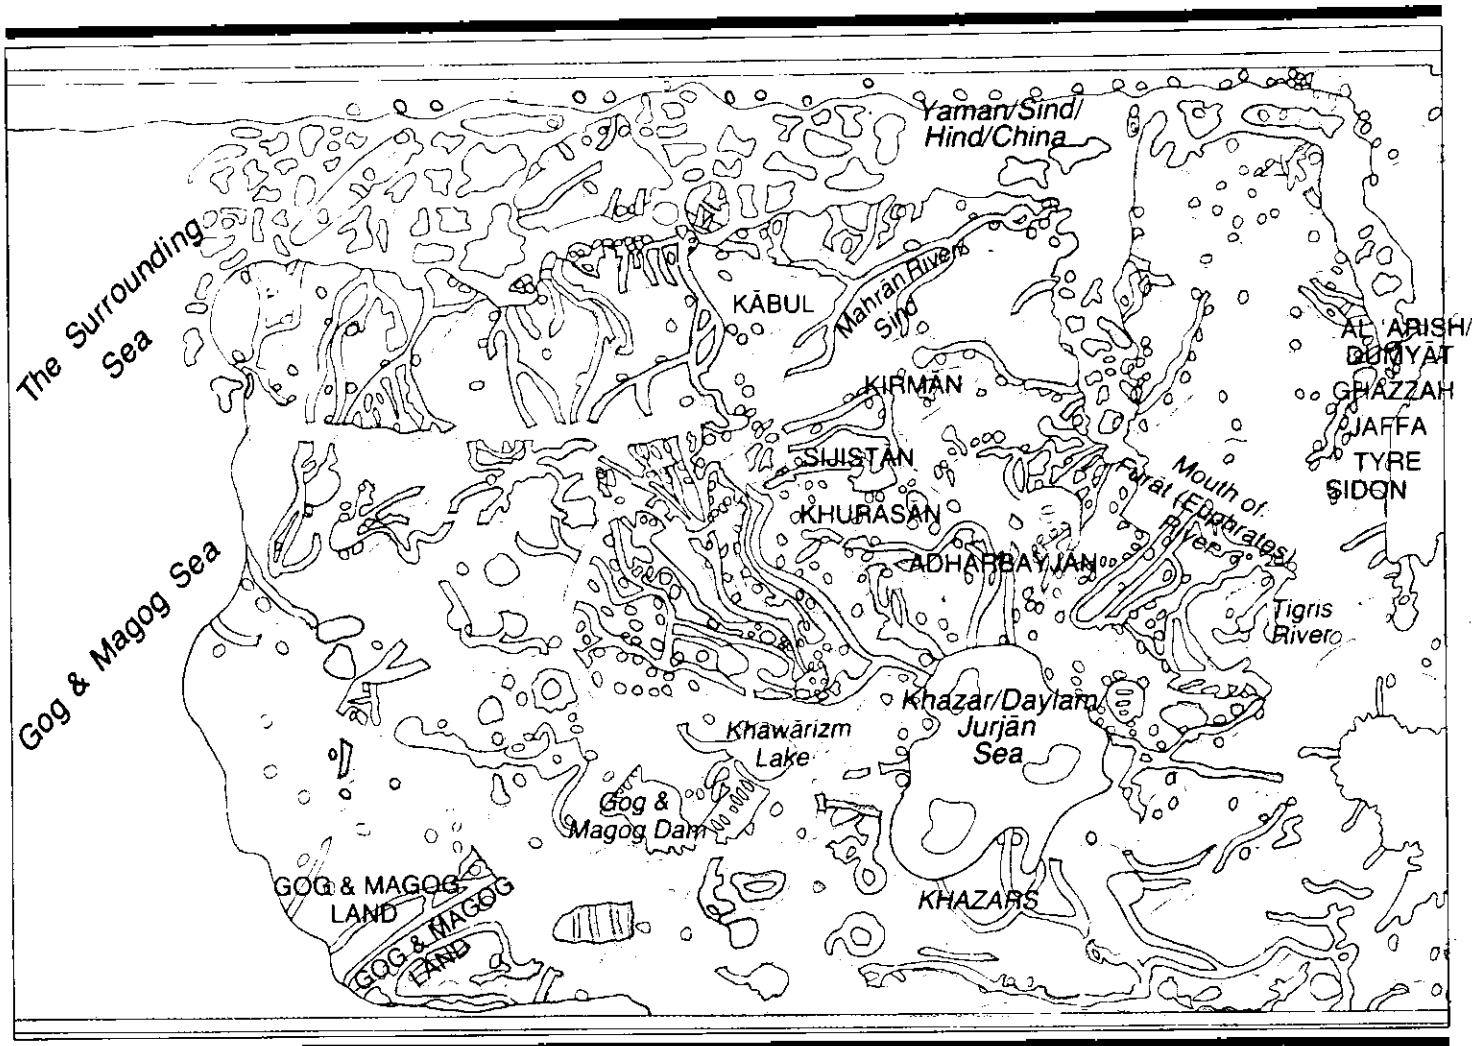 Yaman/Sind/
Hind/China
The Surrounding
Sea
KĀBUL
Mahrān River
Sind
AL ʿARISH/
DUMYĀT
KIRMĀN
GHAZZAH
JAFFA
SIJISTĀN
TYRE
SIDON
KHURĀSĀN
Mouth of
Furāt (Euphrates)
River
Gog & Magog Sea
ADHARBAYJĀN
Tigris
River
Khazar/Daylam/
Jurjān
Sea
Khawārizm
Lake
Gog &
Magog Dam
GOG & MAGOG
LAND
GOG & MAGOG
LAND
KHAZARS